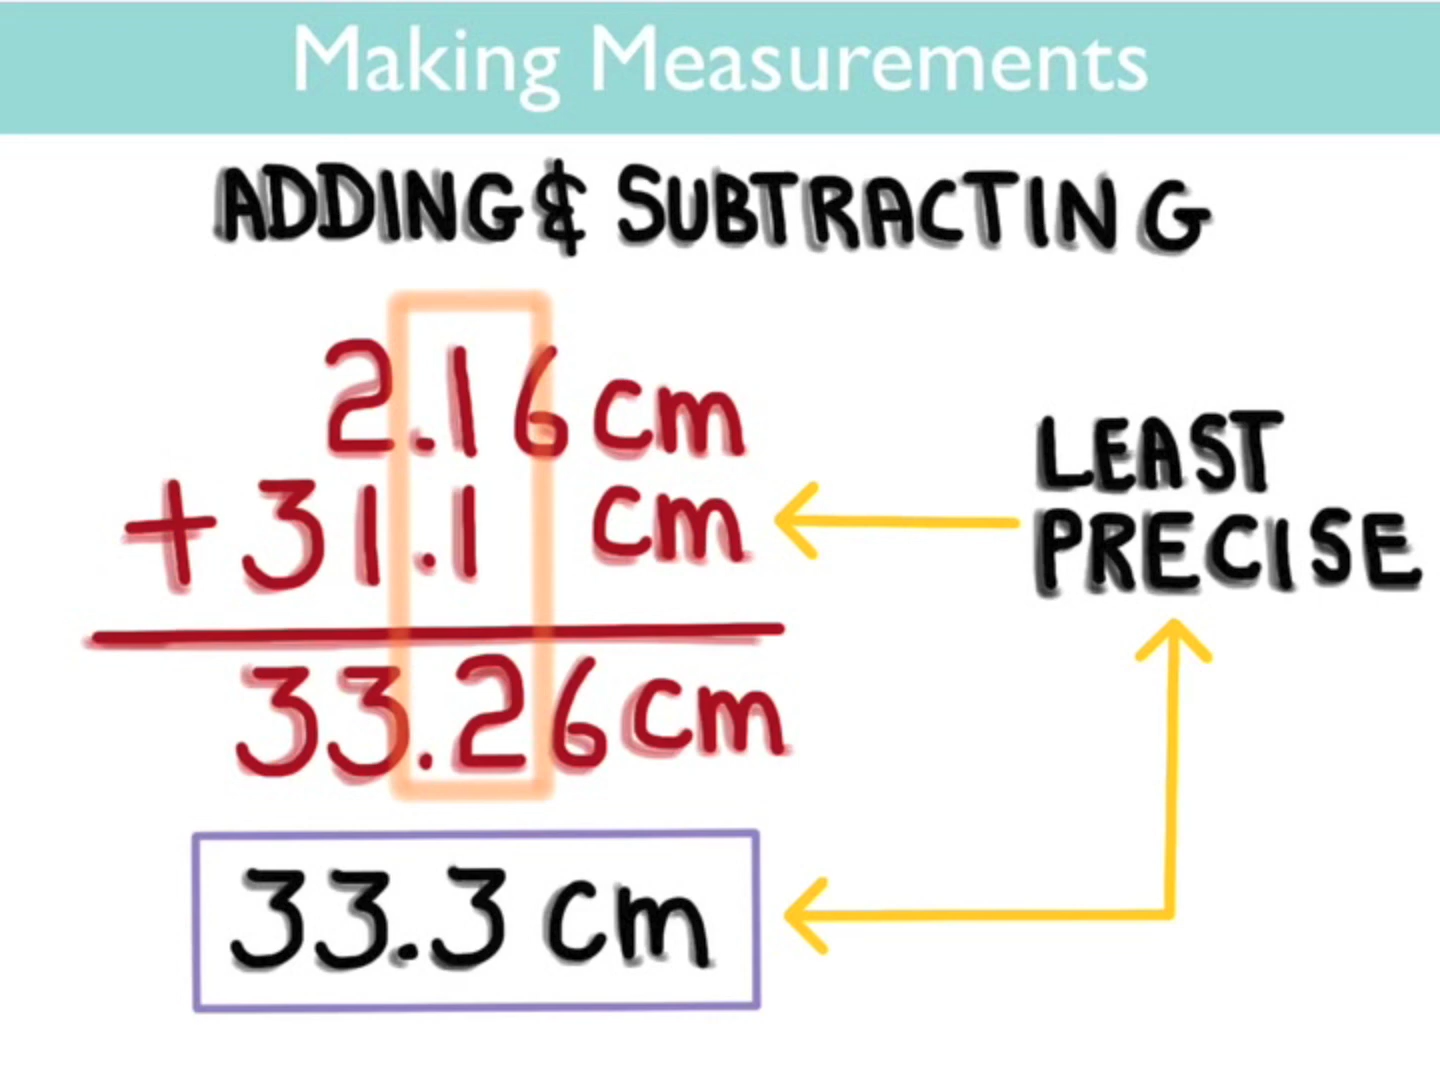 Making Measurements
ADDING & SUBTRACTING
2.16 cm
+ 31.1 cm
33.26 cm
33.3 cm
LEAST
PRECISE